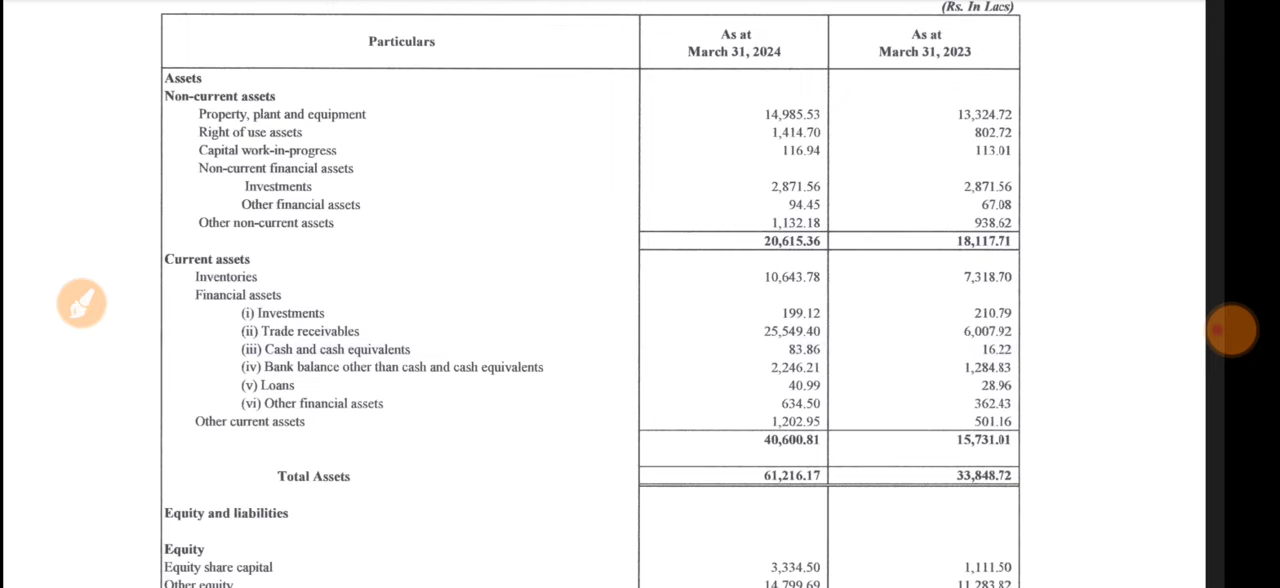 (Rs. In Lacs)
Particulars As at March 31, 2024 As at March 31, 2023
Assets
Non-current assets
Property, plant and equipment 14,985.53 13,324.72
Right of use assets 1,414.70 802.72
Capital work-in-progress 116.94 113.01
Non-current financial assets
Investments 2,871.56 2,871.56
Other financial assets 94.45 67.08
Other non-current assets 1,132.18 938.62
20,615.36 18,117.71
Current assets
Inventories 10,643.78 7,318.70
Financial assets
(i) Investments 199.12 210.79
(ii) Trade receivables 25,549.40 6,007.92
(iii) Cash and cash equivalents 83.86 16.22
(iv) Bank balance other than cash and cash equivalents 2,246.21 1,284.83
(v) Loans 40.99 28.96
(vi) Other financial assets 634.50 362.43
Other current assets 1,202.95 501.16
40,600.81 15,731.01
Total Assets 61,216.17 33,848.72
Equity and liabilities
Equity
Equity share capital 3,334.50 1,111.50
Other equity 14,799.69 11,283.82